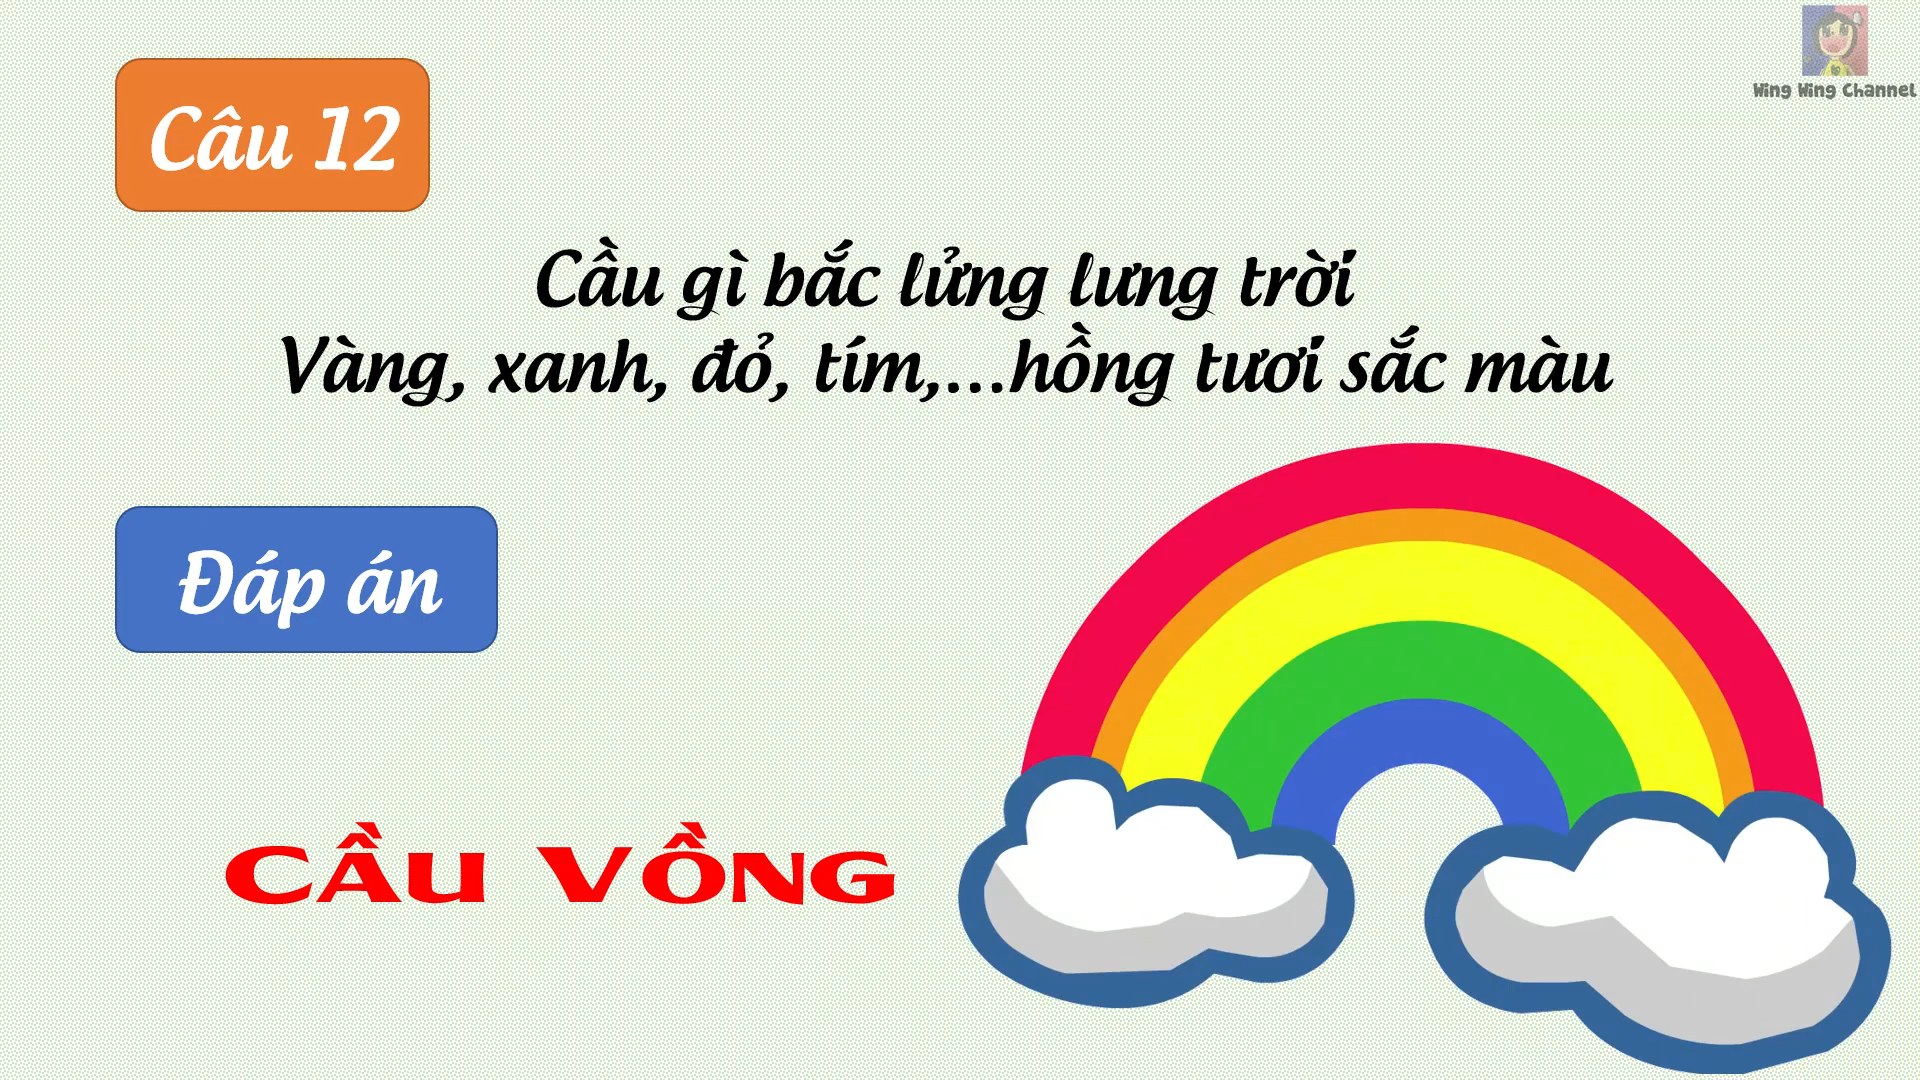 Wing Wing Channel
Câu 12
Cầu gì bắc lửng lưng trời
Vàng, xanh, đỏ, tím,...hồng tươi sắc màu
Đáp án
CẦU VỒNG